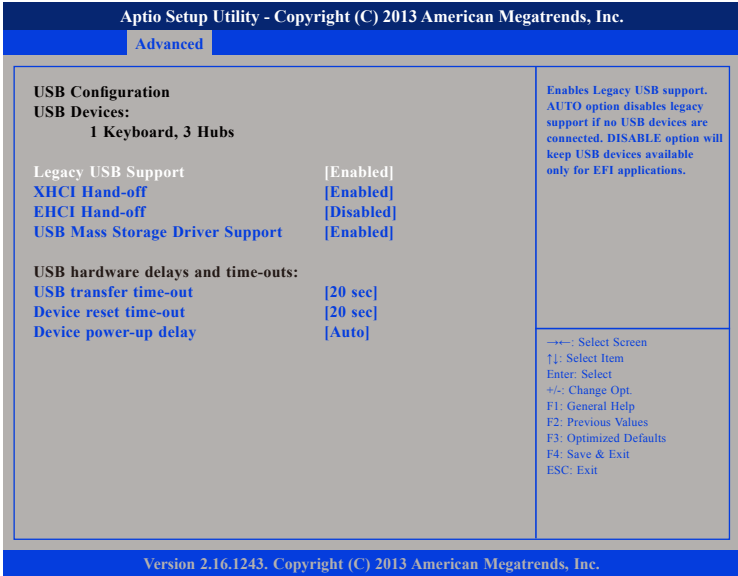 Aptio Setup Utility - Copyright (C) 2013 American Megatrends, Inc.
Advanced
USB Configuration
USB Devices:
1 Keyboard, 3 Hubs
Legacy USB Support [Enabled]
XHCI Hand-off [Enabled]
EHCI Hand-off [Disabled]
USB Mass Storage Driver Support [Enabled]
USB hardware delays and time-outs:
USB transfer time-out [20 sec]
Device reset time-out [20 sec]
Device power-up delay [Auto]
Enables Legacy USB support.
AUTO option disables legacy
support if no USB devices are
connected. DISABLE option will
keep USB devices available
only for EFI applications.
→←: Select Screen
↑↓: Select Item
Enter: Select
+/-: Change Opt.
F1: General Help
F2: Previous Values
F3: Optimized Defaults
F4: Save & Exit
ESC: Exit
Version 2.16.1243. Copyright (C) 2013 American Megatrends, Inc.